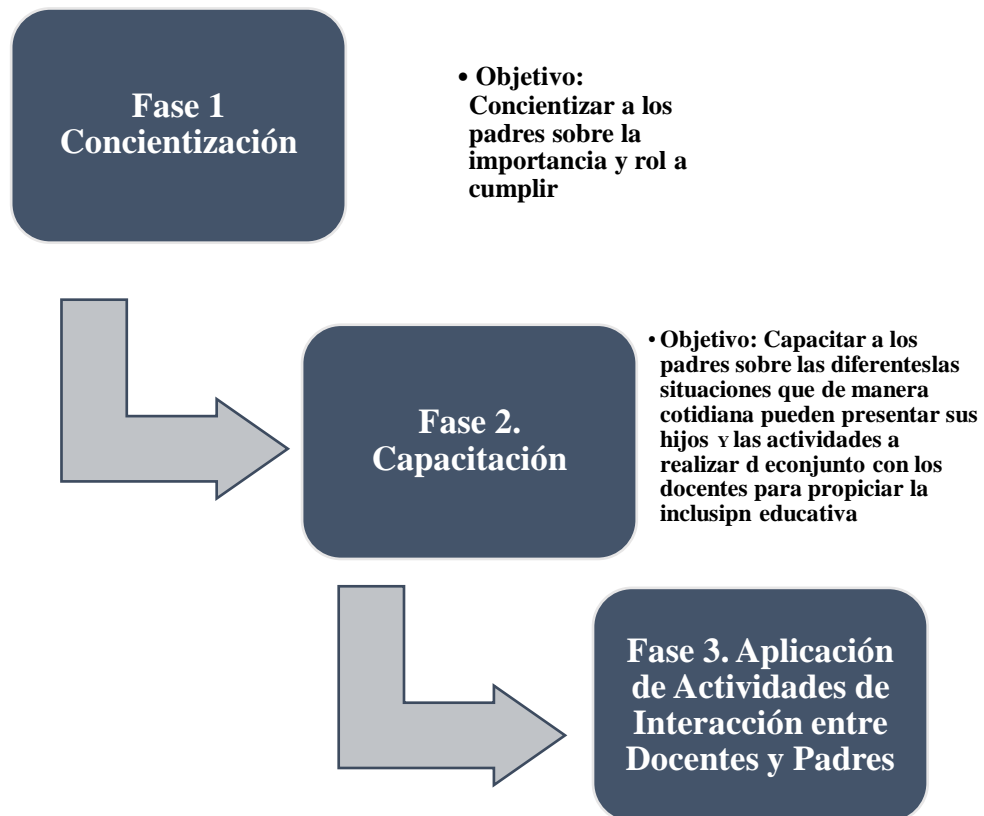 Fase 1
Concientización
• Objetivo:
Concientizar a los
padres sobre la
importancia y rol a
cumplir
Fase 2.
Capacitación
• Objetivo: Capacitar a los
padres sobre las diferenteslas
situaciones que de manera
cotidiana pueden presentar sus
hijos Y las actividades a
realizar d econjunto con los
docentes para propiciar la
inclusipn educativa
Fase 3. Aplicación
de Actividades de
Interacción entre
Docentes y Padres